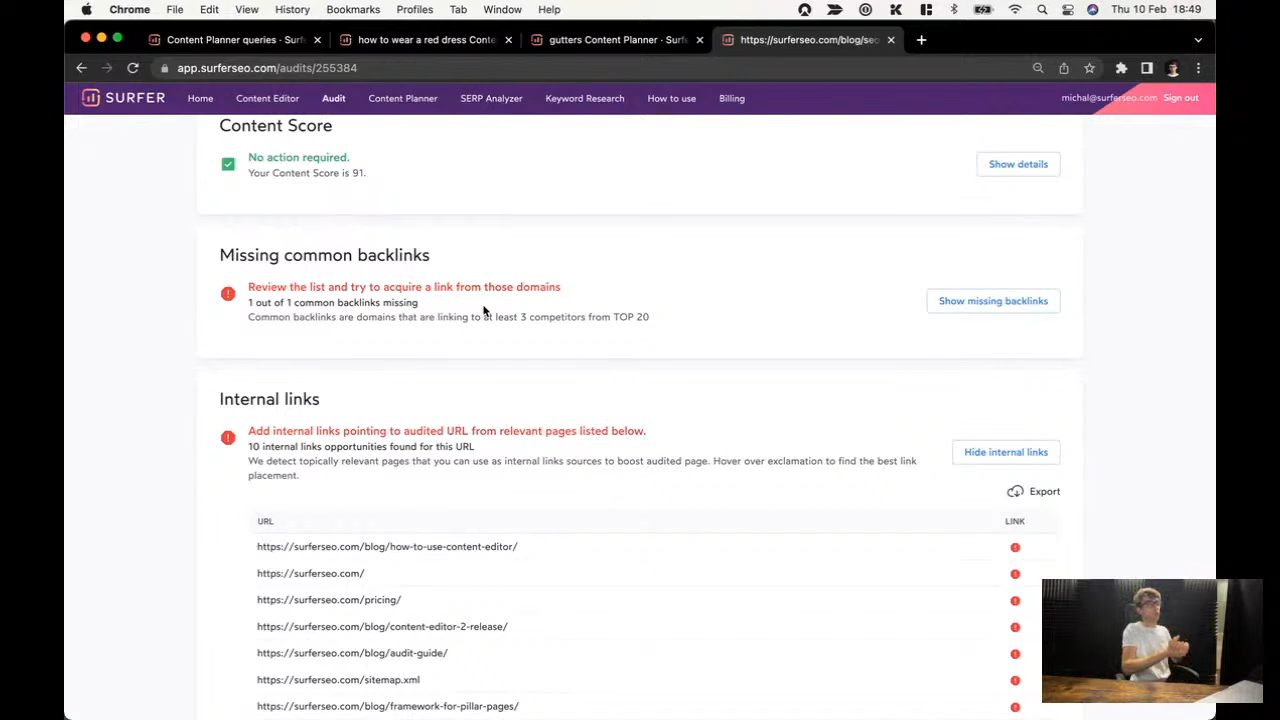 Chrome File Edit View History Bookmarks Profiles Tab Window Help Thu 10 Feb 18:49
Content Planner queries - Surf how to wear a red dress Conte gutters Content Planner - Surfe https://surferseo.com/blog/seo
app.surferseo.com/audits/255384
SURFER Home Content Editor Audit Content Planner SERP Analyzer Keyword Research How to use Billing michal@surferseo.com Sign out
Content Score
No action required.
Your Content Score is 91.
Show details
Missing common backlinks
Review the list and try to acquire a link from those domains
1 out of 1 common backlinks missing
Show missing backlinks
Common backlinks are domains that are linking to at least 3 competitors from TOP 20
Internal links
Add internal links pointing to audited URL from relevant pages listed below.
10 internal links opportunities found for this URL
Hide internal links
We detect topically relevant pages that you can use as internal links sources to boost audited page. Hover over exclamation to find the best link
placement.
Export
URL LINK
https://surferseo.com/blog/how-to-use-content-editor/
https://surferseo.com/
https://surferseo.com/pricing/
https://surferseo.com/blog/content-editor-2-release/
https://surferseo.com/blog/audit-guide/
https://surferseo.com/sitemap.xml
https://surferseo.com/blog/framework-for-pillar-pages/